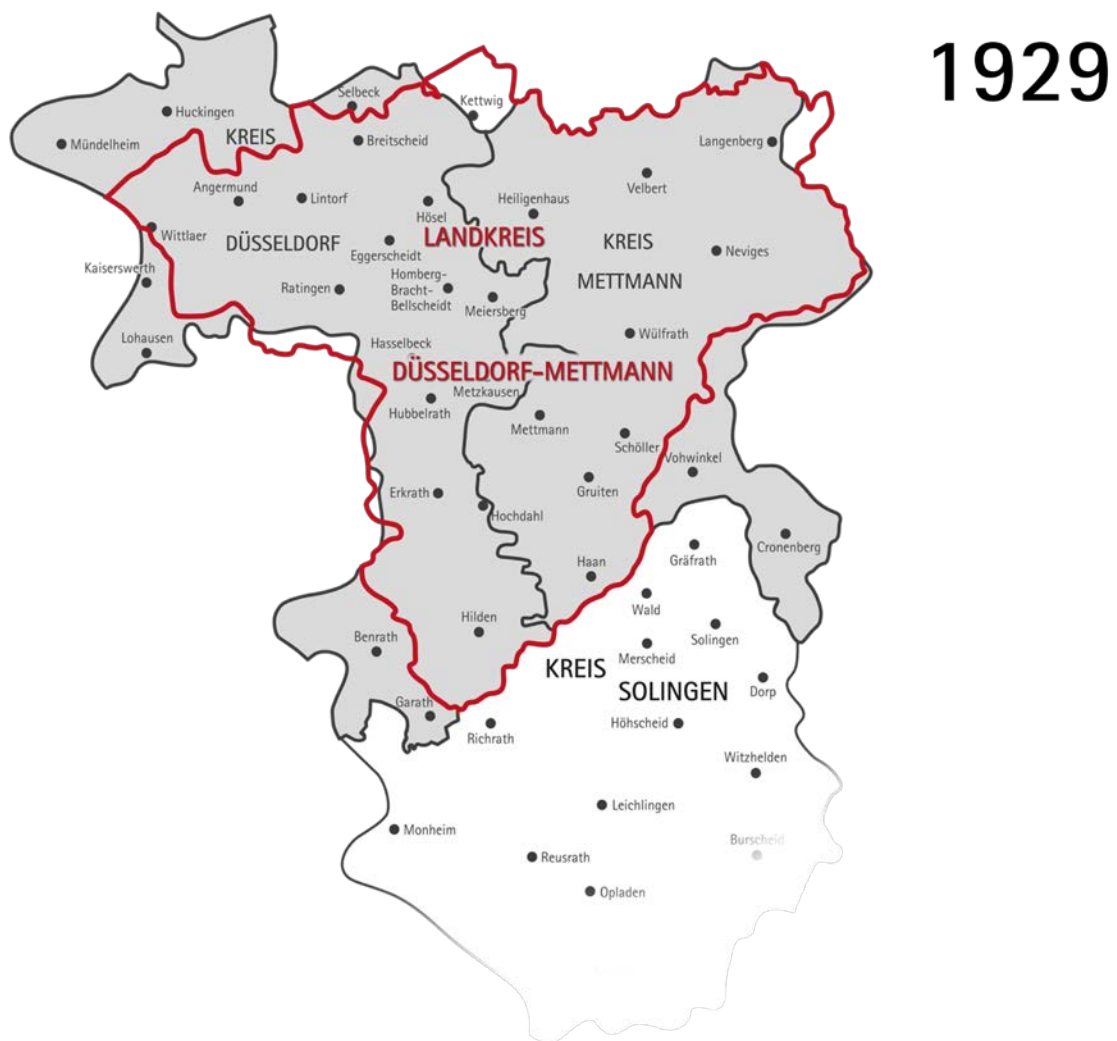 1929
Selbeck
Kettwig
Huckingen
KREIS
Mündelheim
Breitscheid
Langenberg
Angermund
Lintorf
Velbert
Hösel
Heiligenhaus
Wittlaer
DÜSSELDORF
LANDKREIS
KREIS
Eggerscheidt
Neviges
Kaiserswerth
Homberg-
Bracht-
Bellscheidt
METTMANN
Ratingen
Meiersberg
Lohausen
Wülfrath
Hasselbeck
DÜSSELDORF-METTMANN
Metzkausen
Hubbelrath
Mettmann
Schöller
Vohwinkel
Erkrath
Gruiten
Hochdahl
Cronenberg
Gräfrath
Haan
Wald
Hilden
Benrath
Solingen
Merscheid
KREIS
SOLINGEN
Dorp
Garath
Richrath
Höhscheid
Witzhelden
Leichlingen
Monheim
Burscheid
Reusrath
Opladen